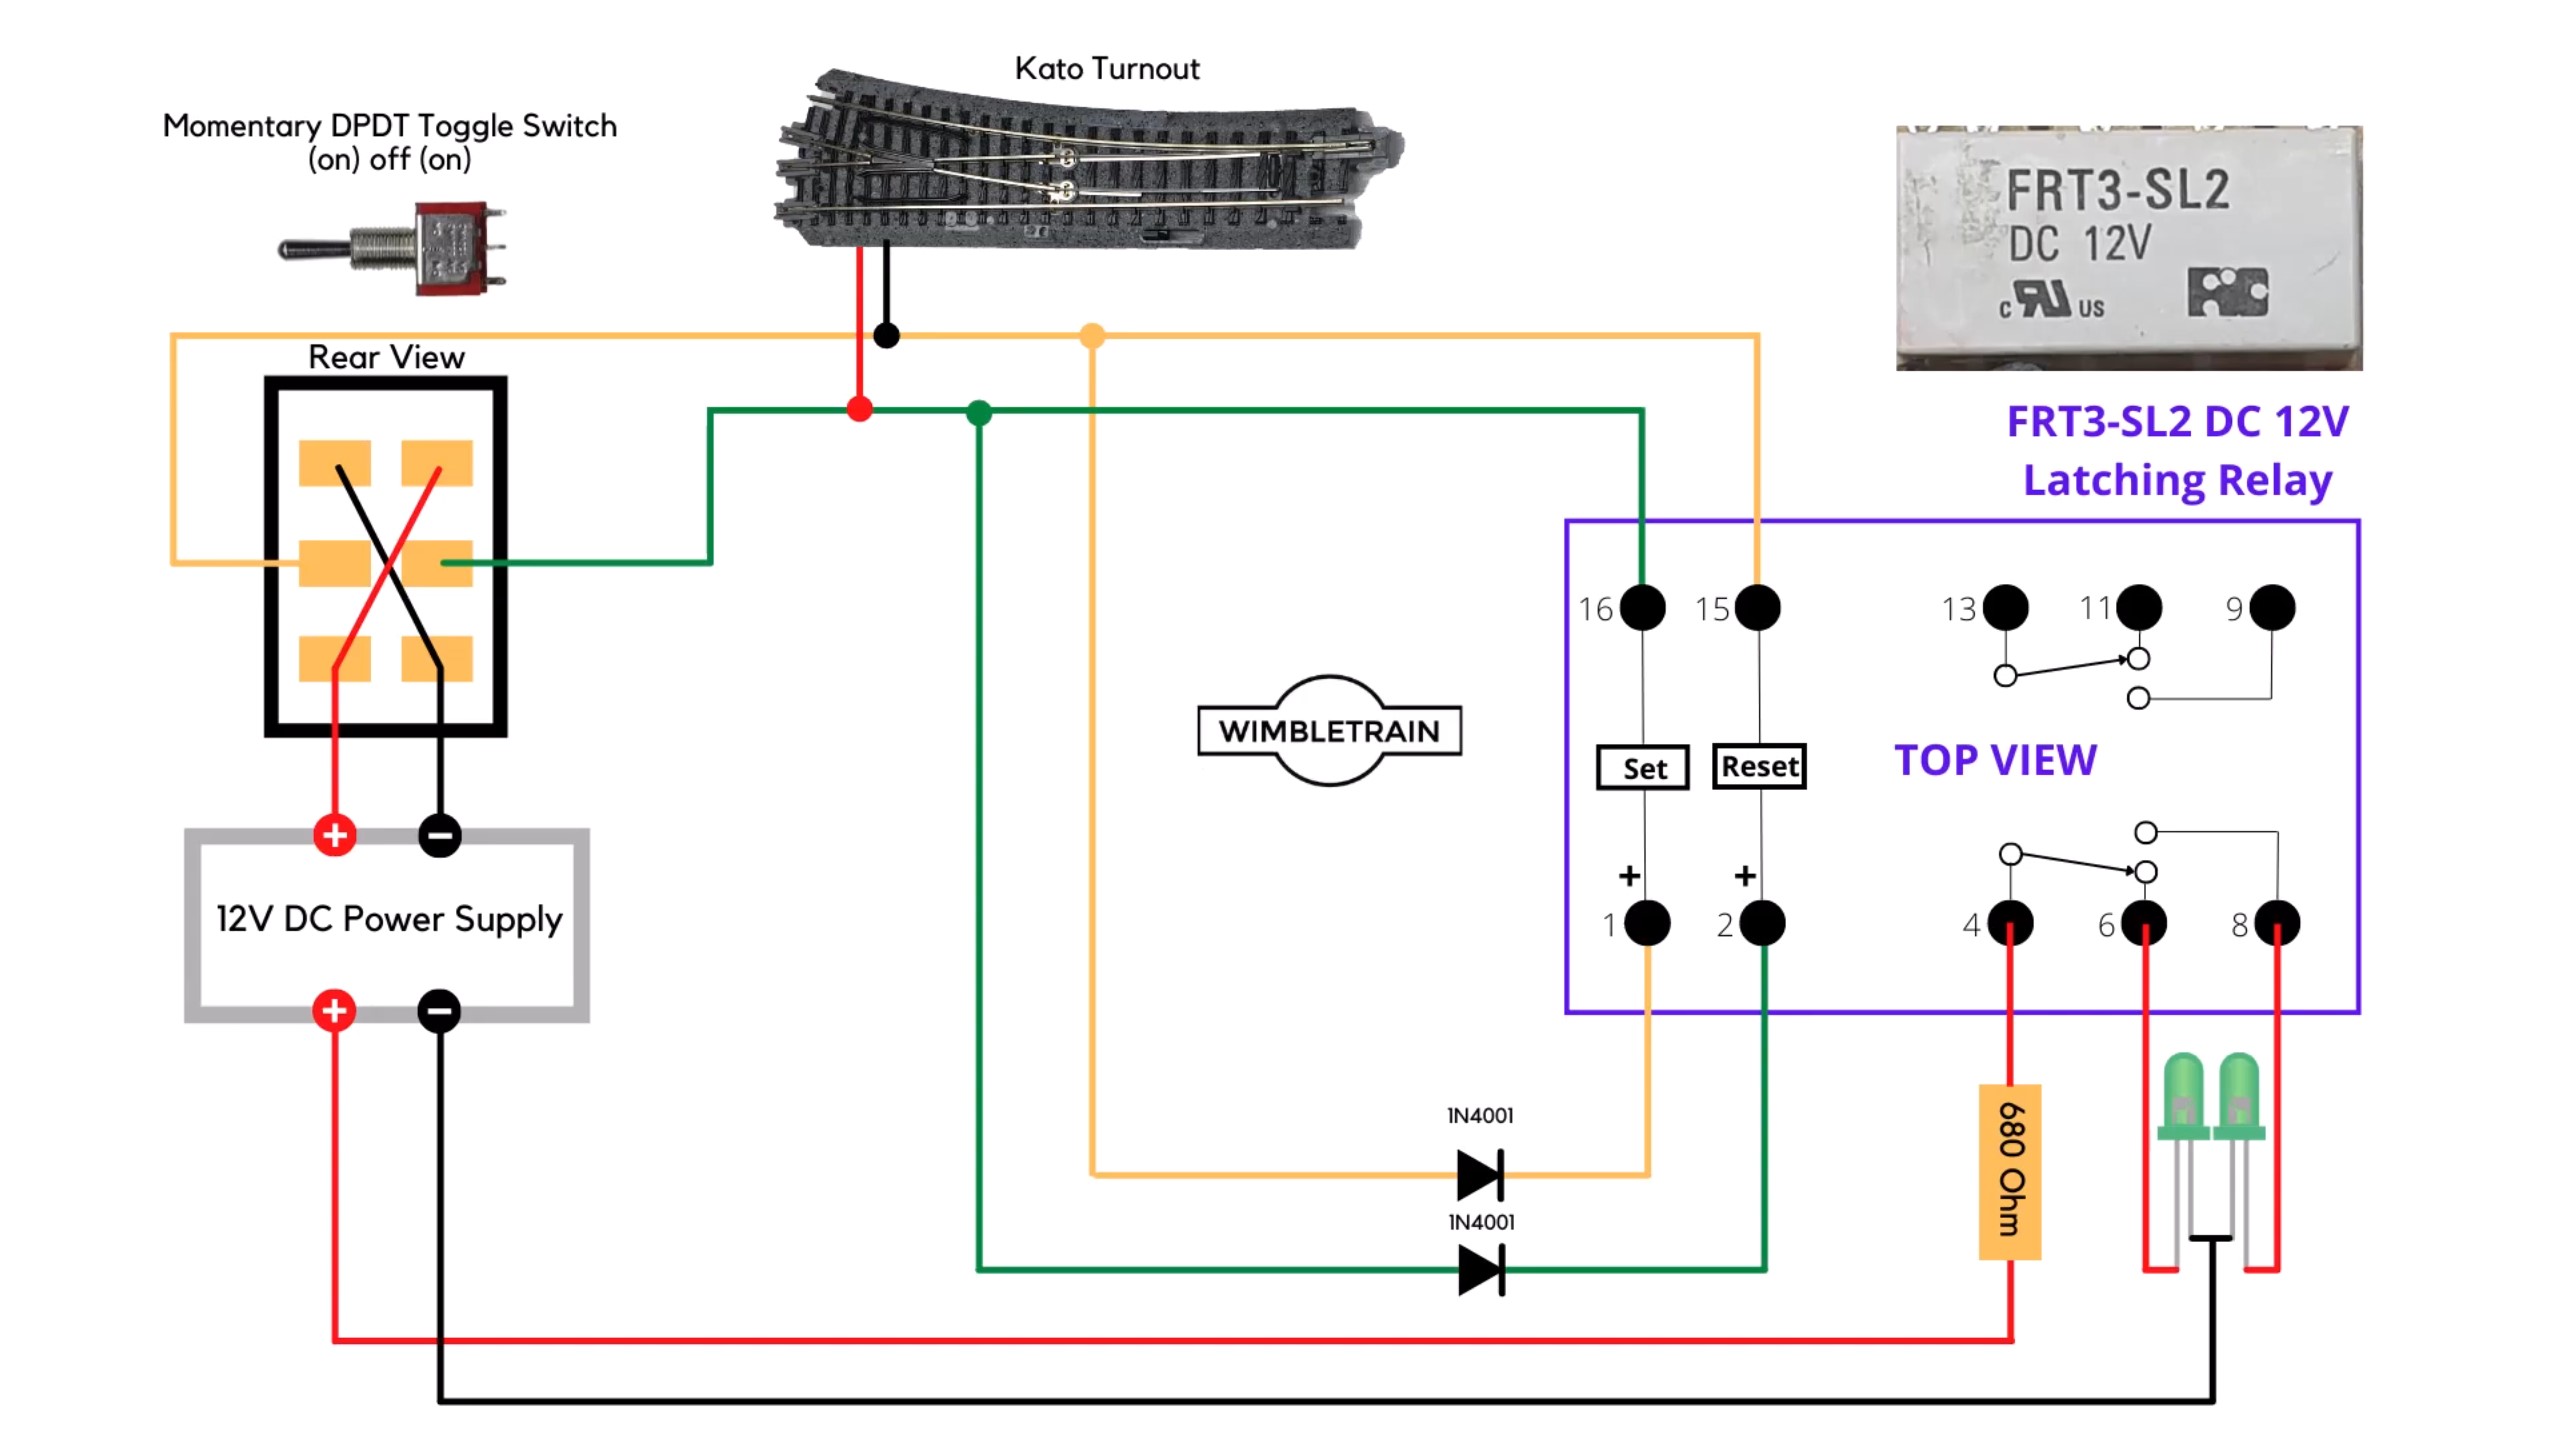 Kato Turnout
Momentary DPDT Toggle Switch
(on) off (on)
FRT3-SL2
DC 12V
c RU US
Rear View
FRT3-SL2 DC 12V
Latching Relay
16
15
13
11
9
WIMBLETRAIN
Set
Reset
TOP VIEW
+
+
+
−
12V DC Power Supply
1
2
4
6
8
+
−
1N4001
680 Ohm
1N4001